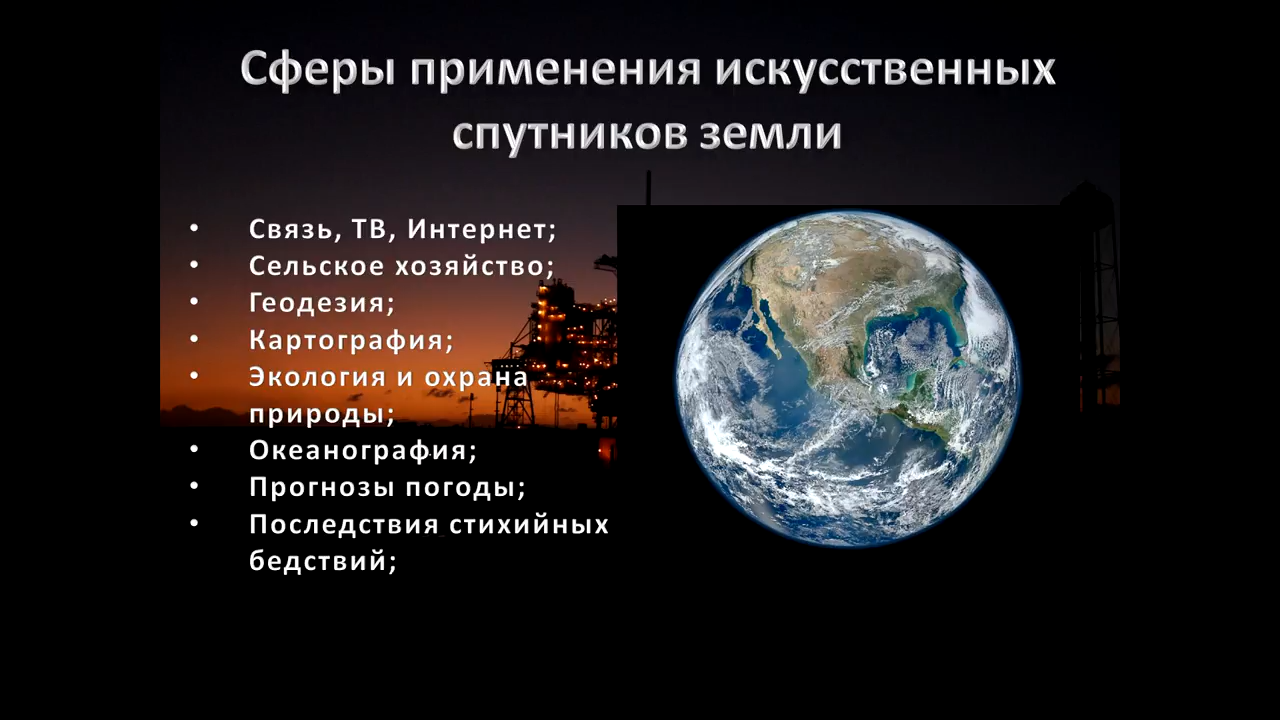 Сферы применения искусственных
спутников земли
• Связь, ТВ, Интернет;
• Сельское хозяйство;
• Геодезия;
• Картография;
• Экология и охрана
природы;
• Океанография;
• Прогнозы погоды;
• Последствия стихийных
бедствий;